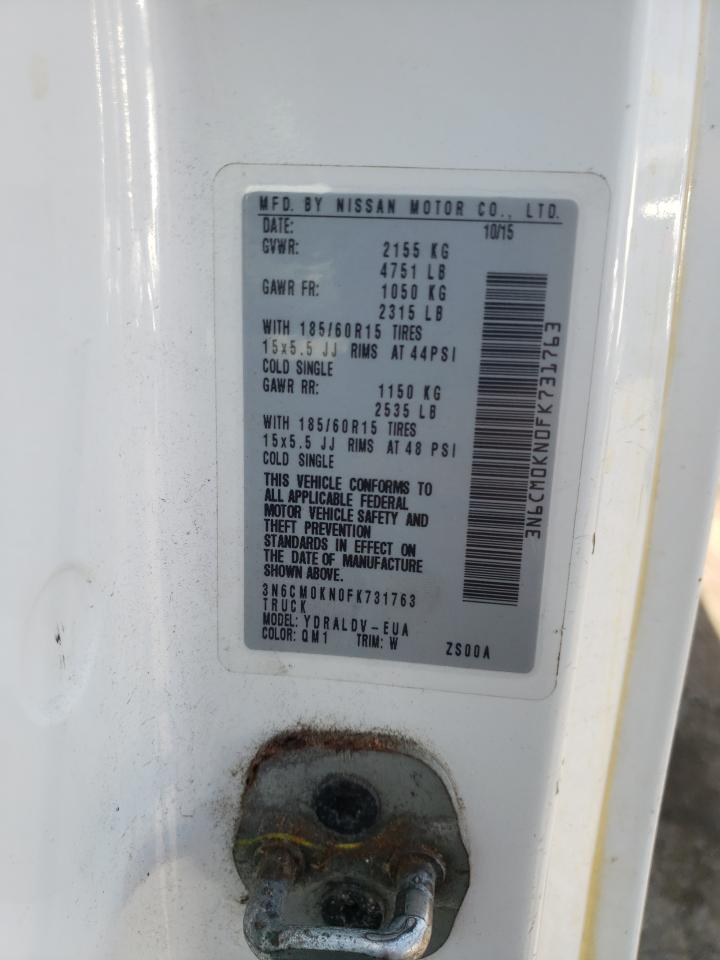 MFD. BY NISSAN MOTOR CO., LTD.
DATE: 10/15
GVWR: 2155 KG
4751 LB
GAWR FR: 1050 KG
2315 LB
WITH 185/60R15 TIRES
15x5.5 JJ RIMS AT 44PSI
COLD SINGLE
GAWR RR: 1150 KG
2535 LB
WITH 185/60R15 TIRES
15x5.5 JJ RIMS AT 48 PSI
COLD SINGLE
THIS VEHICLE CONFORMS TO
ALL APPLICABLE FEDERAL
MOTOR VEHICLE SAFETY AND
THEFT PREVENTION
STANDARDS IN EFFECT ON
THE DATE OF MANUFACTURE
SHOWN ABOVE.
3N6CM0KN0FK731763
TRUCK
MODEL: YDRALDV-EUA
COLOR: QM1 TRIM: W ZS00A
3N6CM0KN0FK731763